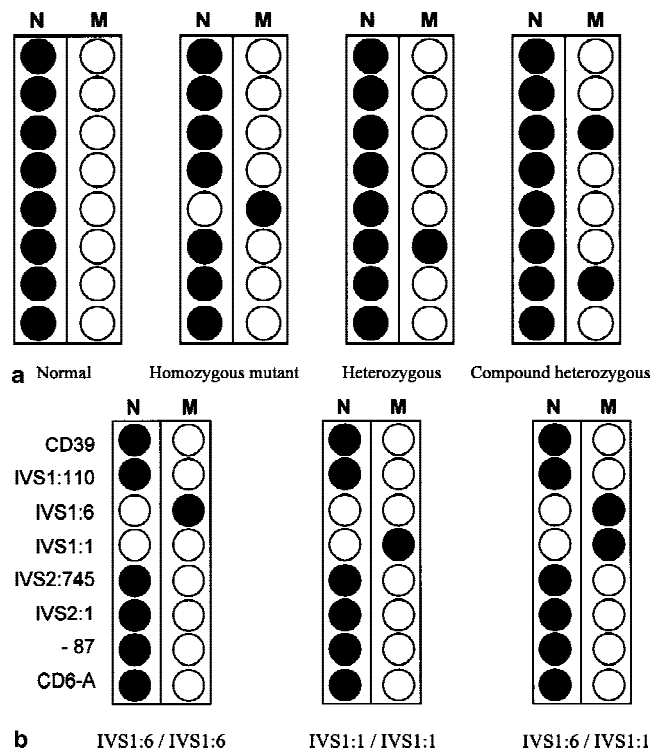 N M N M N M N M
a Normal Homozygous mutant Heterozygous Compound heterozygous
N M N M N M
CD39
IVS1:110
IVS1:6
IVS1:1
IVS2:745
IVS2:1
- 87
CD6-A
b IVS1:6 / IVS1:6 IVS1:1 / IVS1:1 IVS1:6 / IVS1:1